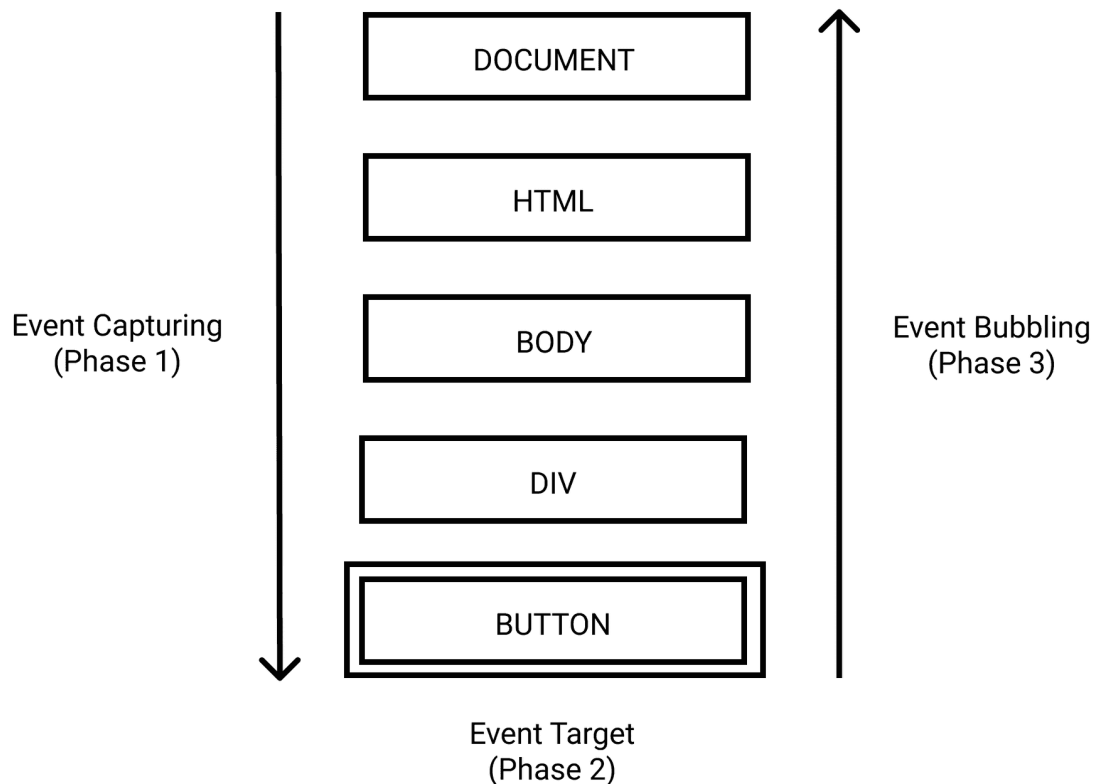 DOCUMENT
HTML
Event Capturing
(Phase 1)
BODY
Event Bubbling
(Phase 3)
DIV
BUTTON
Event Target
(Phase 2)